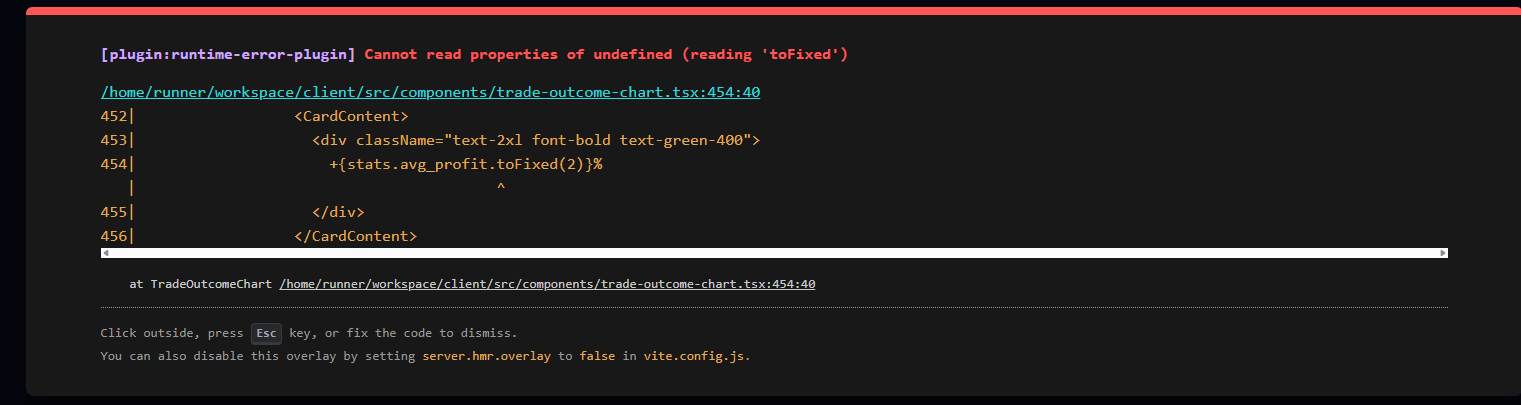 [plugin:runtime-error-plugin] Cannot read properties of undefined (reading 'toFixed')
/home/runner/workspace/client/src/components/trade-outcome-chart.tsx:454:40
452|                  <CardContent>
453|                    <div className="text-2xl font-bold text-green-400">
454|                      +{stats.avg_profit.toFixed(2)}%
   |                                         ^
455|                    </div>
456|                  </CardContent>
at TradeOutcomeChart /home/runner/workspace/client/src/components/trade-outcome-chart.tsx:454:40
Click outside, press Esc key, or fix the code to dismiss.
You can also disable this overlay by setting server.hmr.overlay to false in vite.config.js.